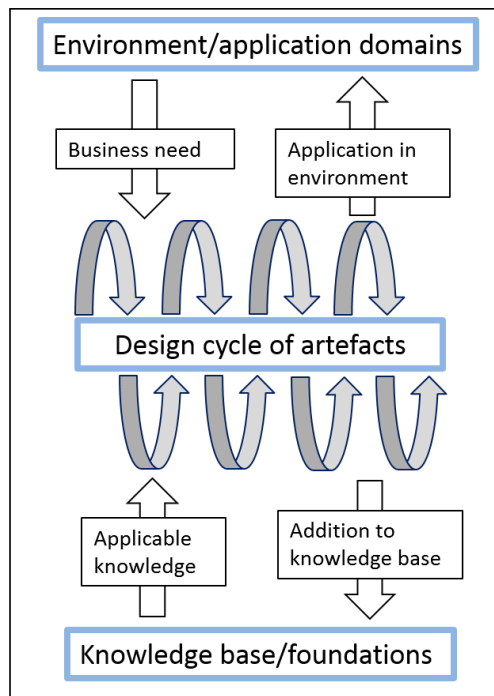 Environment/application domains
Business need
Application in
environment
Design cycle of artefacts
Applicable
knowledge
Addition to
knowledge base
Knowledge base/foundations